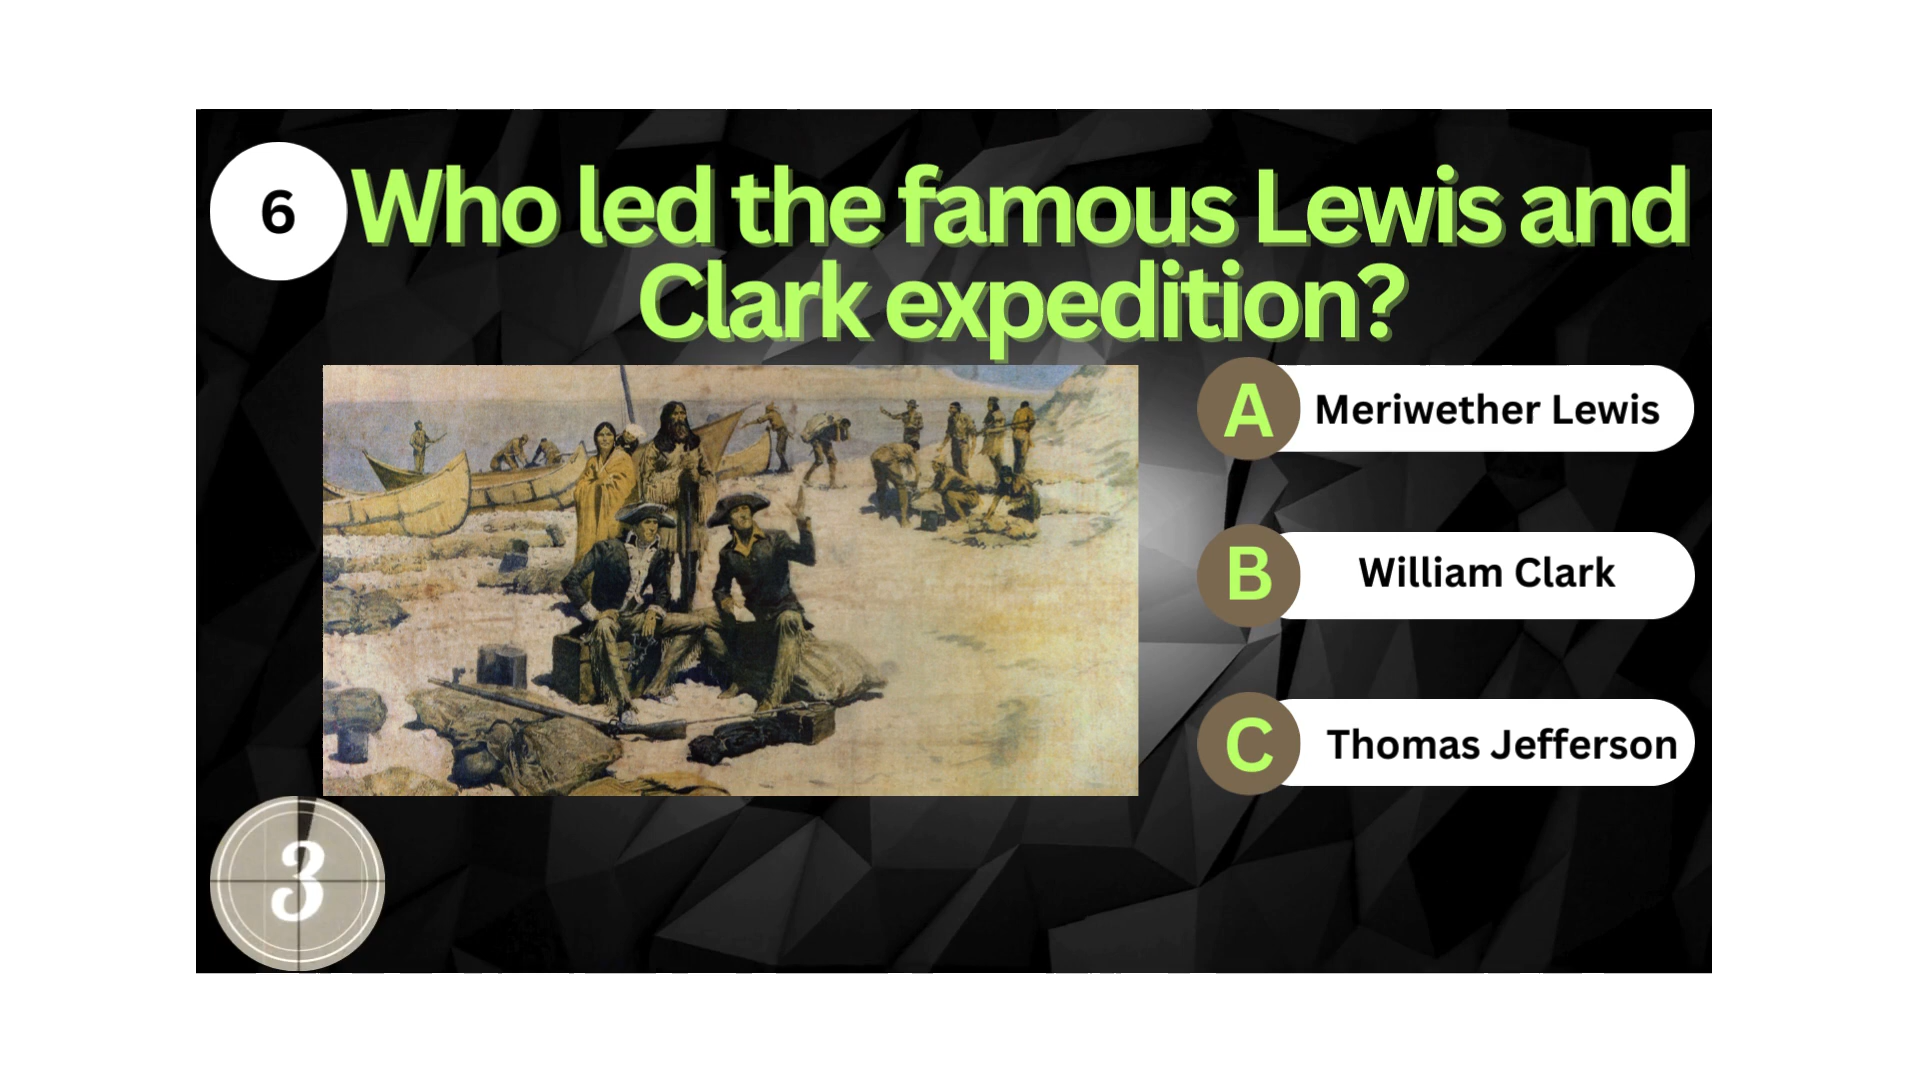 6
Who led the famous Lewis and
Clark expedition?
A Meriwether Lewis
B William Clark
C Thomas Jefferson
3